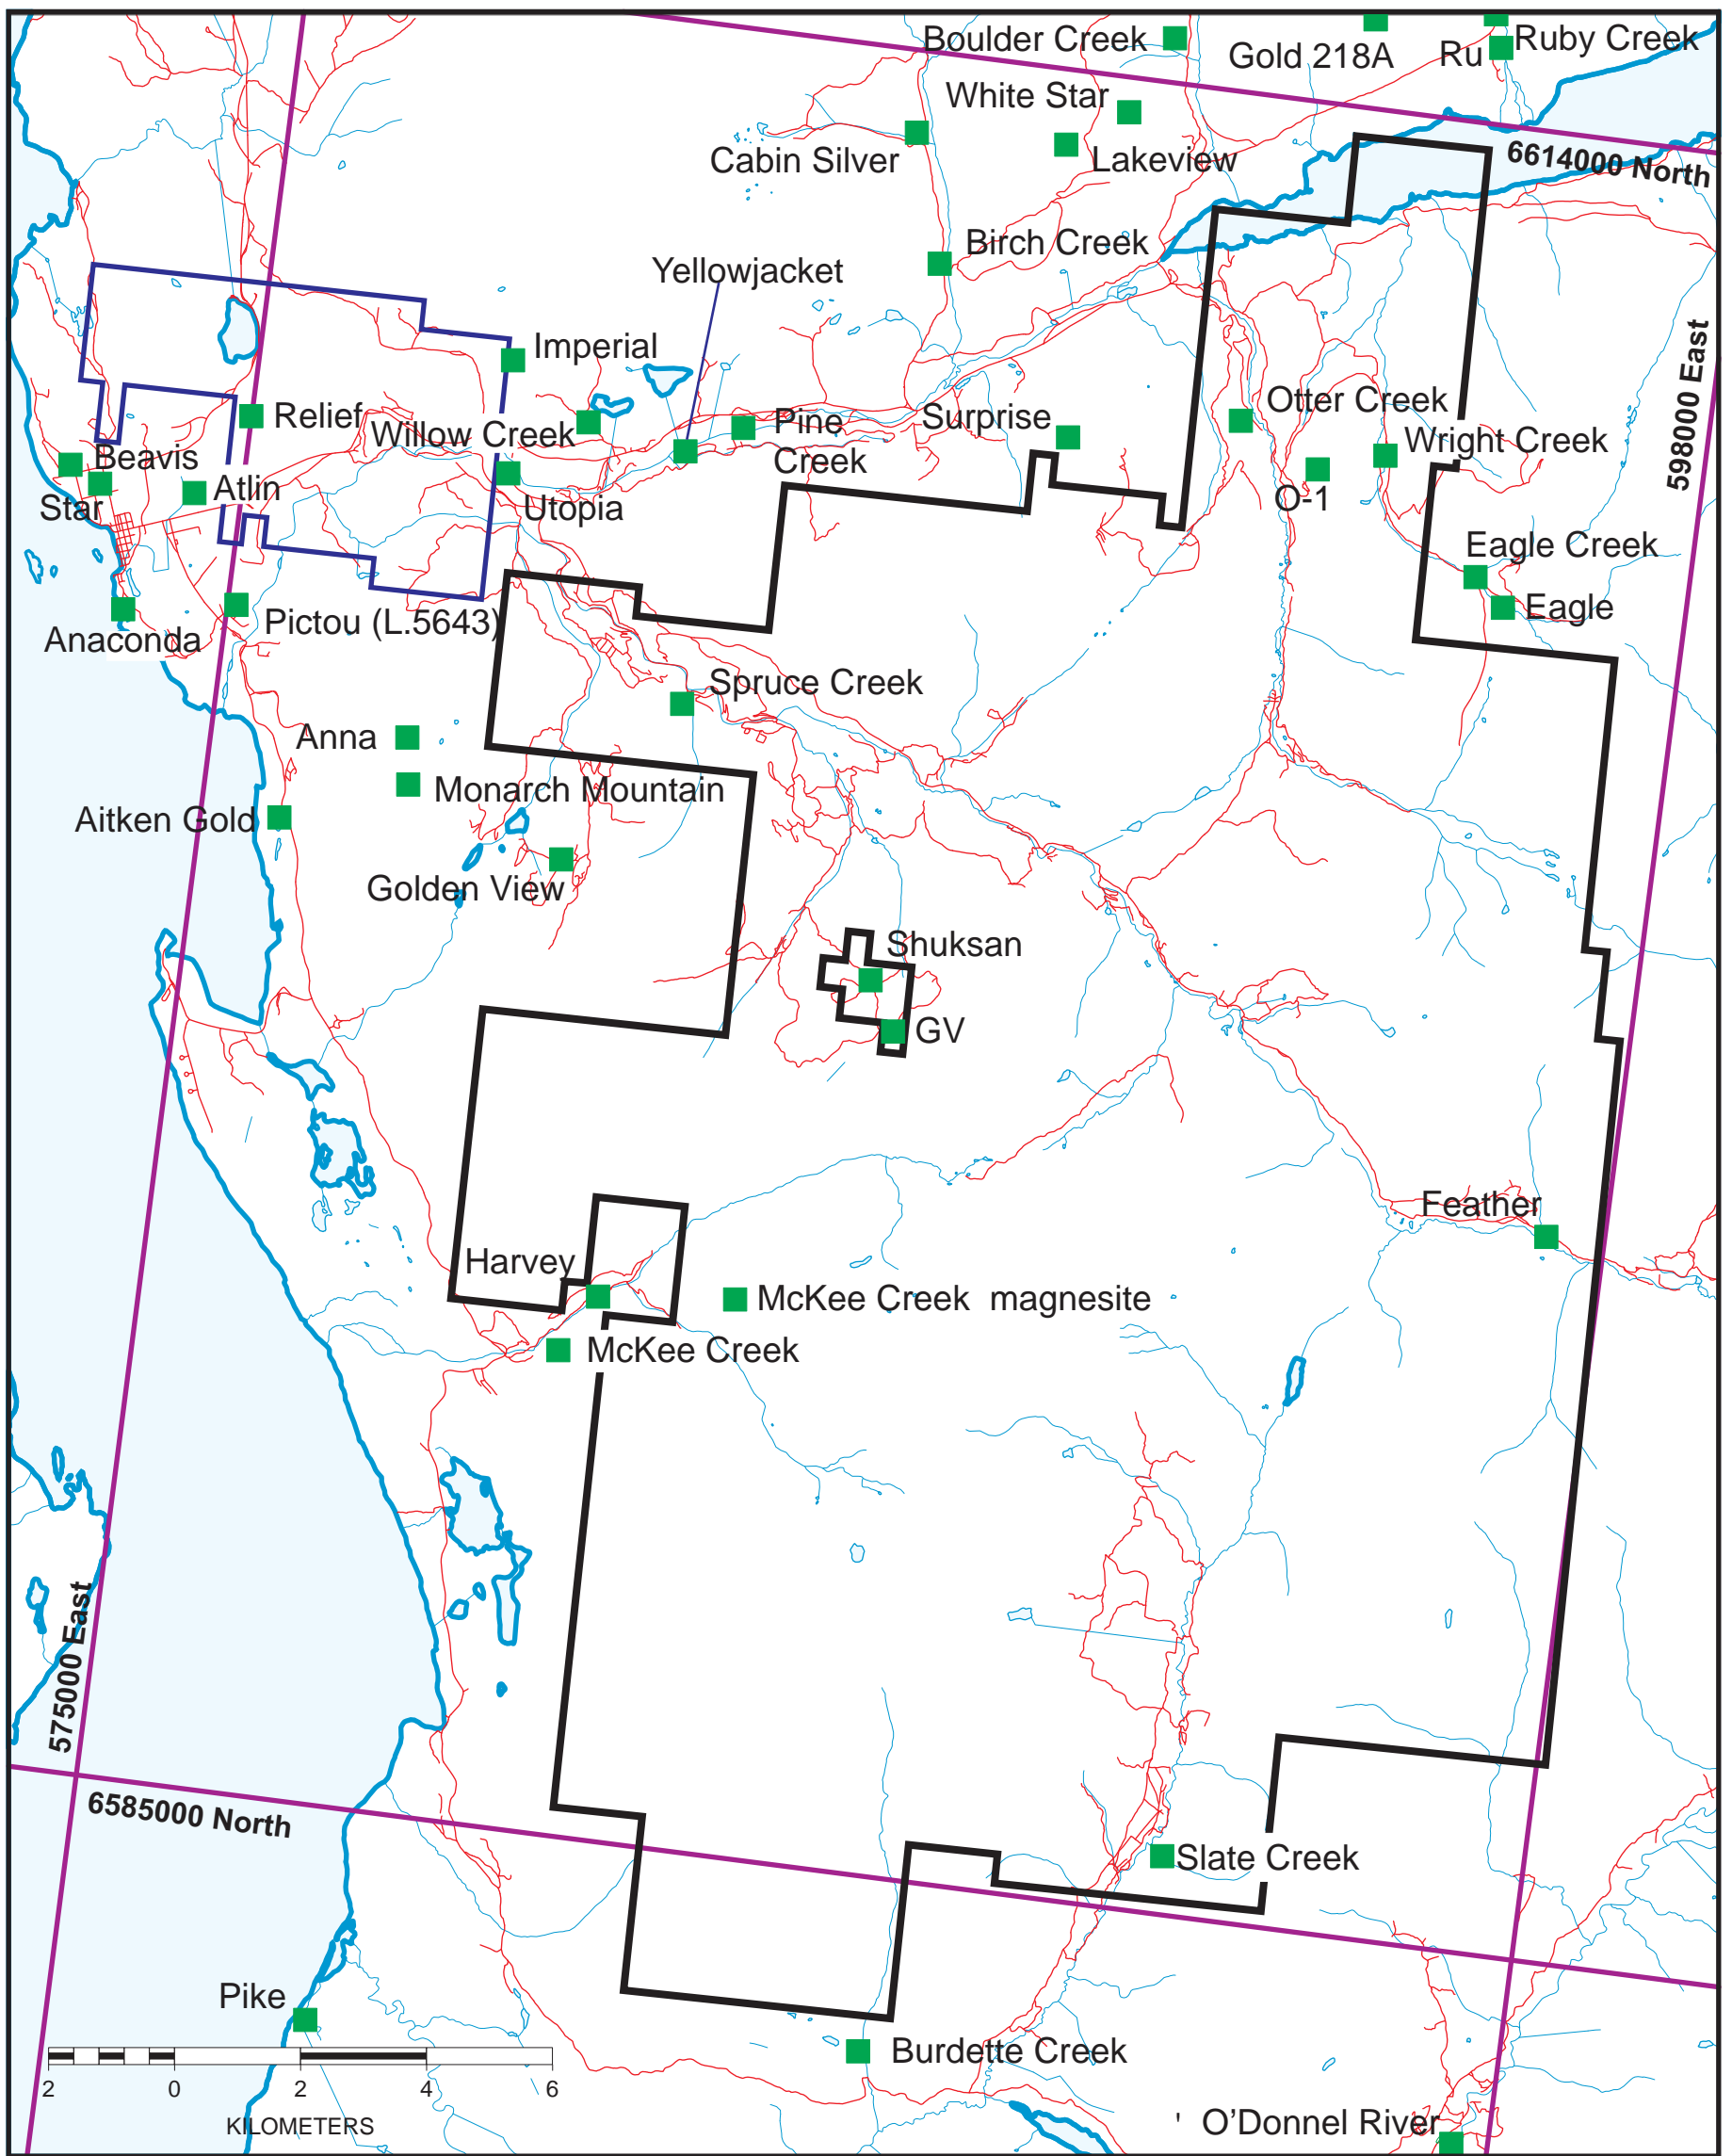 Boulder Creek
Gold 218A
Ru
Ruby Creek
White Star
Cabin Silver
Lakeview
6614000 North
Birch Creek
Yellowjacket
598000 East
Imperial
Relief
Willow Creek
Pine
Creek
Surprise
Otter Creek
Wright Creek
Beavis
Star
Atlin
Utopia
O-1
Eagle Creek
Eagle
Anaconda
Pictou (L.5643)
Spruce Creek
Anna
Monarch Mountain
Aitken Gold
Golden View
Shuksan
GV
Feather
Harvey
McKee Creek magnesite
McKee Creek
575000 East
6585000 North
Slate Creek
Pike
Burdette Creek
2 0 2 4 6
KILOMETERS
' O’Donnel River